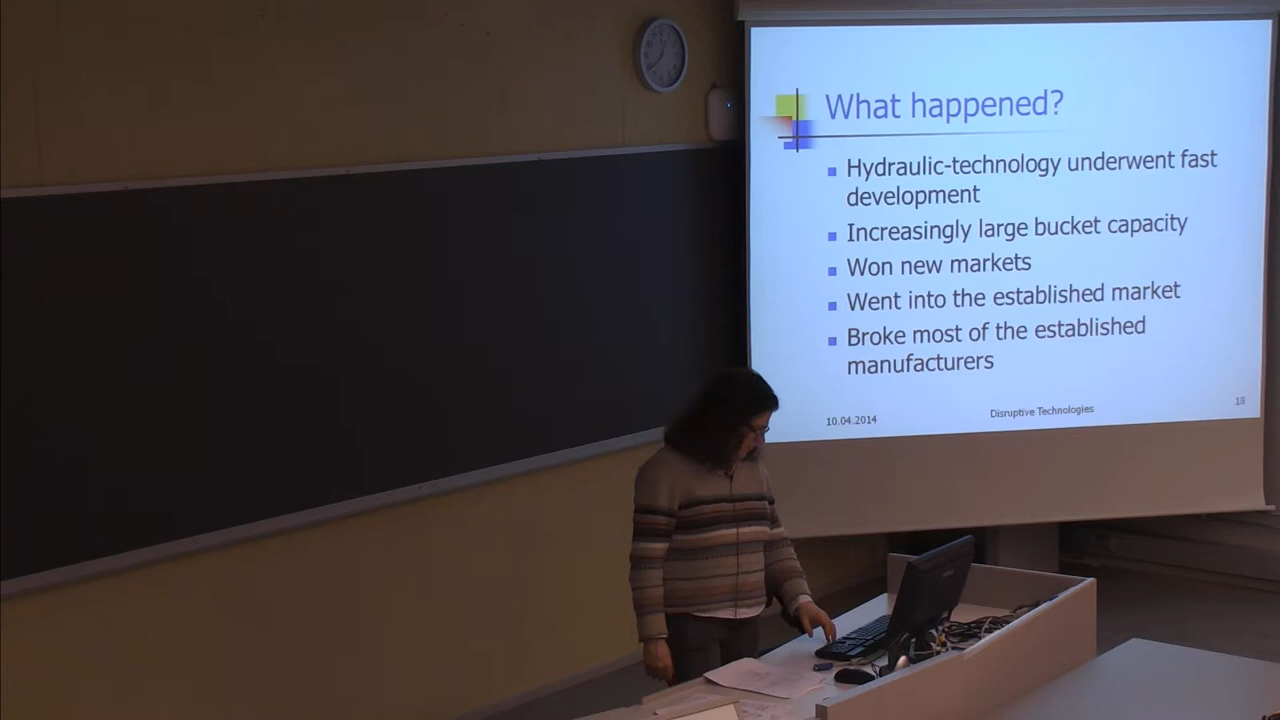 What happened?
Hydraulic-technology underwent fast
development
Increasingly large bucket capacity
Won new markets
Went into the established market
Broke most of the established
manufacturers
10.04.2014
Disruptive Technologies
18